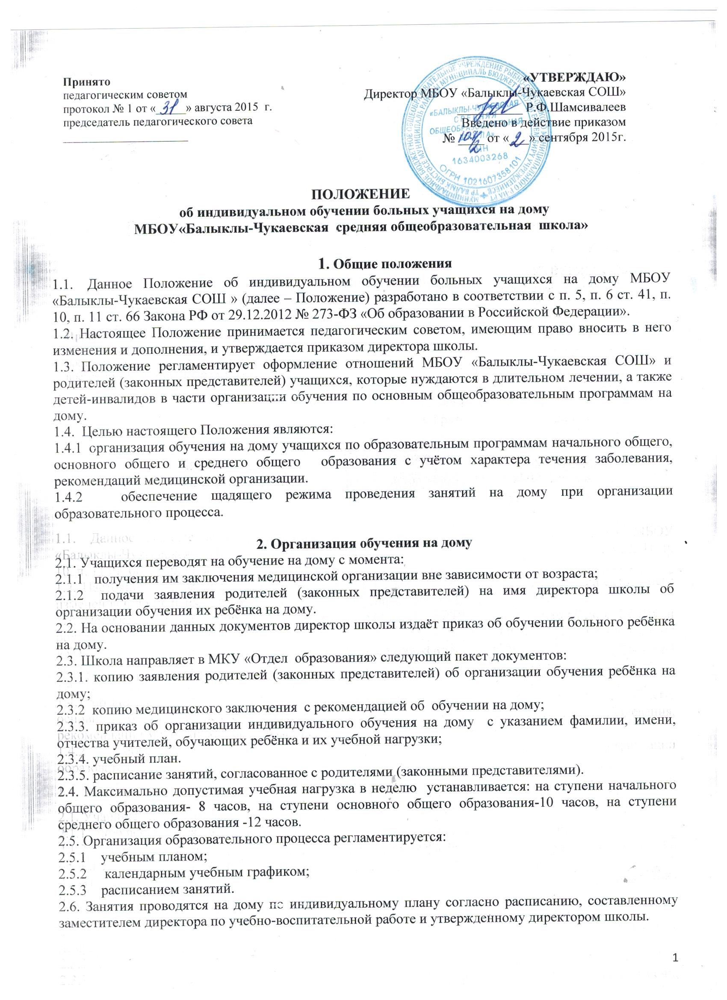 Принято
педагогическим советом
протокол № 1 от « 31 » августа 2015 г.
председатель педагогического совета
«УТВЕРЖДАЮ»
Директор МБОУ «Балыклы-Чукаевская СОШ»
Р.Ф.Шамсивалеев
Введено в действие приказом
№ от « 2 » сентября 2015г.
«БАЛЫКЛЫ-ЧУКАЕВСКАЯ
СРЕДНЯЯ
ОБЩЕОБРАЗОВАТЕЛЬНАЯ
1634003268
ОГРН 1021607358101
ПОЛОЖЕНИЕ
об индивидуальном обучении больных учащихся на дому
МБОУ«Балыклы-Чукаевская средняя общеобразовательная школа»
1. Общие положения
1.1. Данное Положение об индивидуальном обучении больных учащихся на дому МБОУ
«Балыклы-Чукаевская СОШ » (далее – Положение) разработано в соответствии с п. 5, п. 6 ст. 41, п.
10, п. 11 ст. 66 Закона РФ от 29.12.2012 № 273-ФЗ «Об образовании в Российской Федерации».
1.2. Настоящее Положение принимается педагогическим советом, имеющим право вносить в него
изменения и дополнения, и утверждается приказом директора школы.
1.3. Положение регламентирует оформление отношений МБОУ «Балыклы-Чукаевская СОШ» и
родителей (законных представителей) учащихся, которые нуждаются в длительном лечении, а также
детей-инвалидов в части организации обучения по основным общеобразовательным программам на
дому.
1.4. Целью настоящего Положения являются:
1.4.1 организация обучения на дому учащихся по образовательным программам начального общего,
основного общего и среднего общего образования с учётом характера течения заболевания,
рекомендаций медицинской организации.
1.4.2 обеспечение щадящего режима проведения занятий на дому при организации
образовательного процесса.
2. Организация обучения на дому
2.1. Учащихся переводят на обучение на дому с момента:
2.1.1 получения им заключения медицинской организации вне зависимости от возраста;
2.1.2 подачи заявления родителей (законных представителей) на имя директора школы об
организации обучения их ребёнка на дому.
2.2. На основании данных документов директор школы издаёт приказ об обучении больного ребёнка
на дому.
2.3. Школа направляет в МКУ «Отдел образования» следующий пакет документов:
2.3.1. копию заявления родителей (законных представителей) об организации обучения ребёнка на
дому;
2.3.2 копию медицинского заключения с рекомендацией об обучении на дому;
2.3.3. приказ об организации индивидуального обучения на дому с указанием фамилии, имени,
отчества учителей, обучающих ребёнка и их учебной нагрузки;
2.3.4. учебный план.
2.3.5. расписание занятий, согласованное с родителями (законными представителями).
2.4. Максимально допустимая учебная нагрузка в неделю устанавливается: на ступени начального
общего образования- 8 часов, на ступени основного общего образования-10 часов, на ступени
среднего общего образования -12 часов.
2.5. Организация образовательного процесса регламентируется:
2.5.1 учебным планом;
2.5.2 календарным учебным графиком;
2.5.3 расписанием занятий.
2.6. Занятия проводятся на дому по индивидуальному плану согласно расписанию, составленному
заместителем директора по учебно-воспитательной работе и утвержденному директором школы.
1